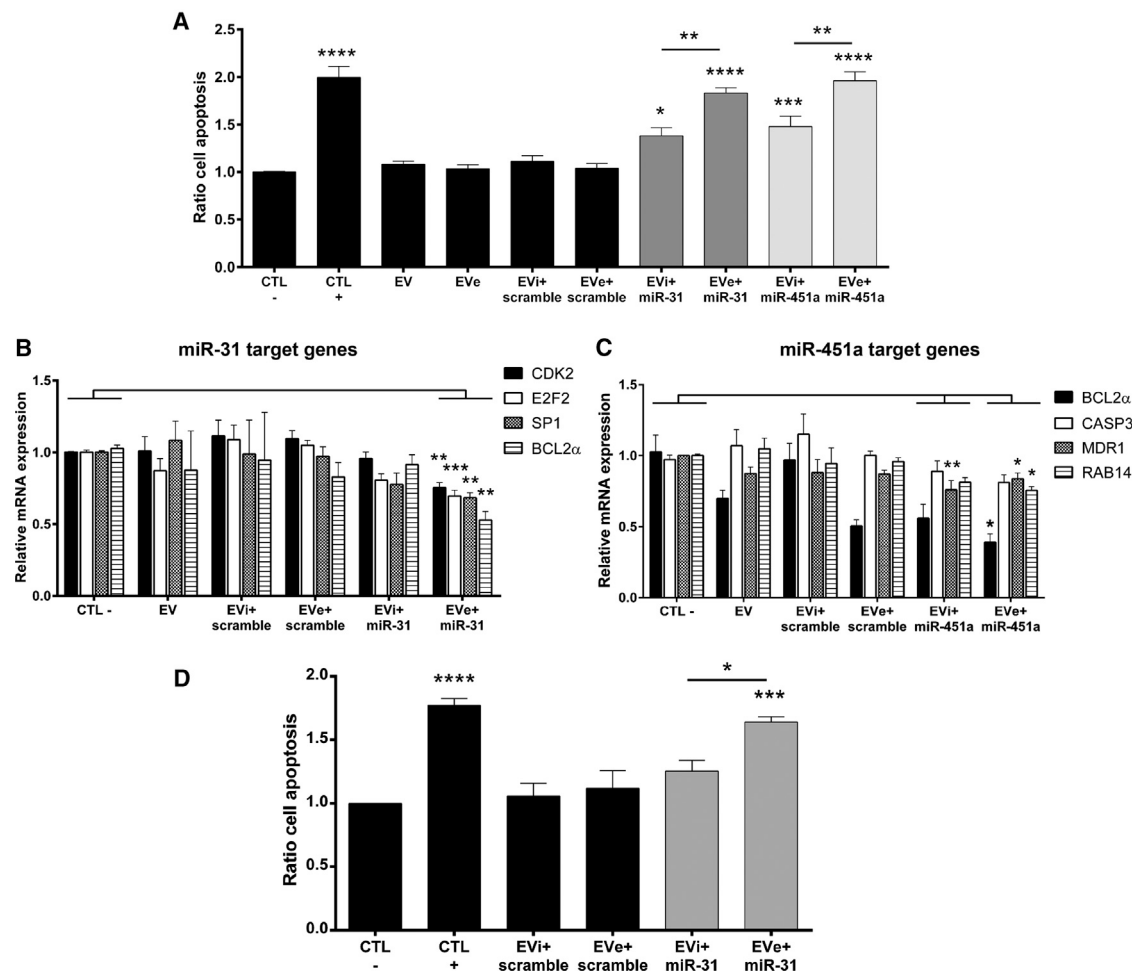 A
Ratio cell apoptosis
2.5
2.0
1.5
1.0
0.5
0.0
****
**
****
*
**
***
****
CTL
-
CTL
+
EV
EVe
EVi+
scramble
EVe+
scramble
EVi+
miR-31
EVe+
miR-31
EVi+
miR-451a
EVe+
miR-451a
B
miR-31 target genes
Relative mRNA expression
1.5
1.0
0.5
0.0
CDK2
E2F2
SP1
BCL2α
**
***
**
**
CTL -
EV
EVi+
scramble
EVe+
scramble
EVi+
miR-31
EVe+
miR-31
C
miR-451a target genes
Relative mRNA expression
1.5
1.0
0.5
0.0
BCL2α
CASP3
MDR1
RAB14
**
*
*
*
CTL -
EV
EVi+
scramble
EVe+
scramble
EVi+
miR-451a
EVe+
miR-451a
D
Ratio cell apoptosis
2.0
1.5
1.0
0.5
0.0
****
*
***
CTL
-
CTL
+
EVi+
scramble
EVe+
scramble
EVi+
miR-31
EVe+
miR-31